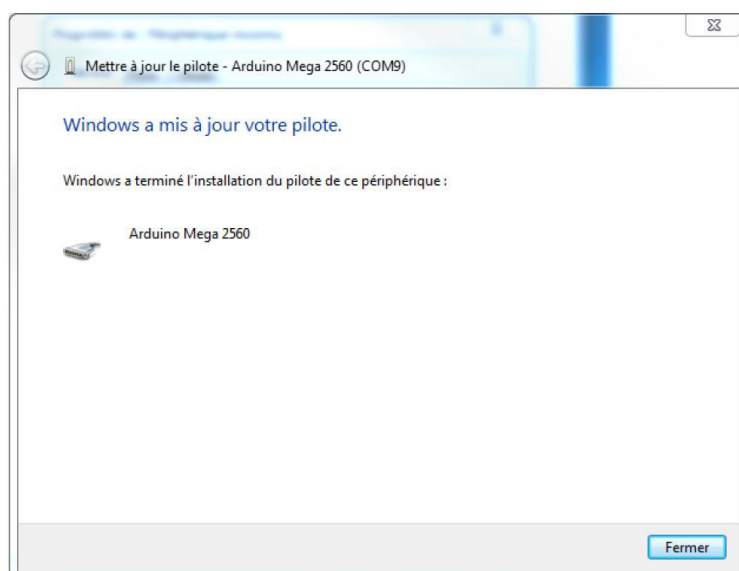 Mettre à jour le pilote - Arduino Mega 2560 (COM9)
Windows a mis à jour votre pilote.
Windows a terminé l'installation du pilote de ce périphérique :
Arduino Mega 2560
Fermer